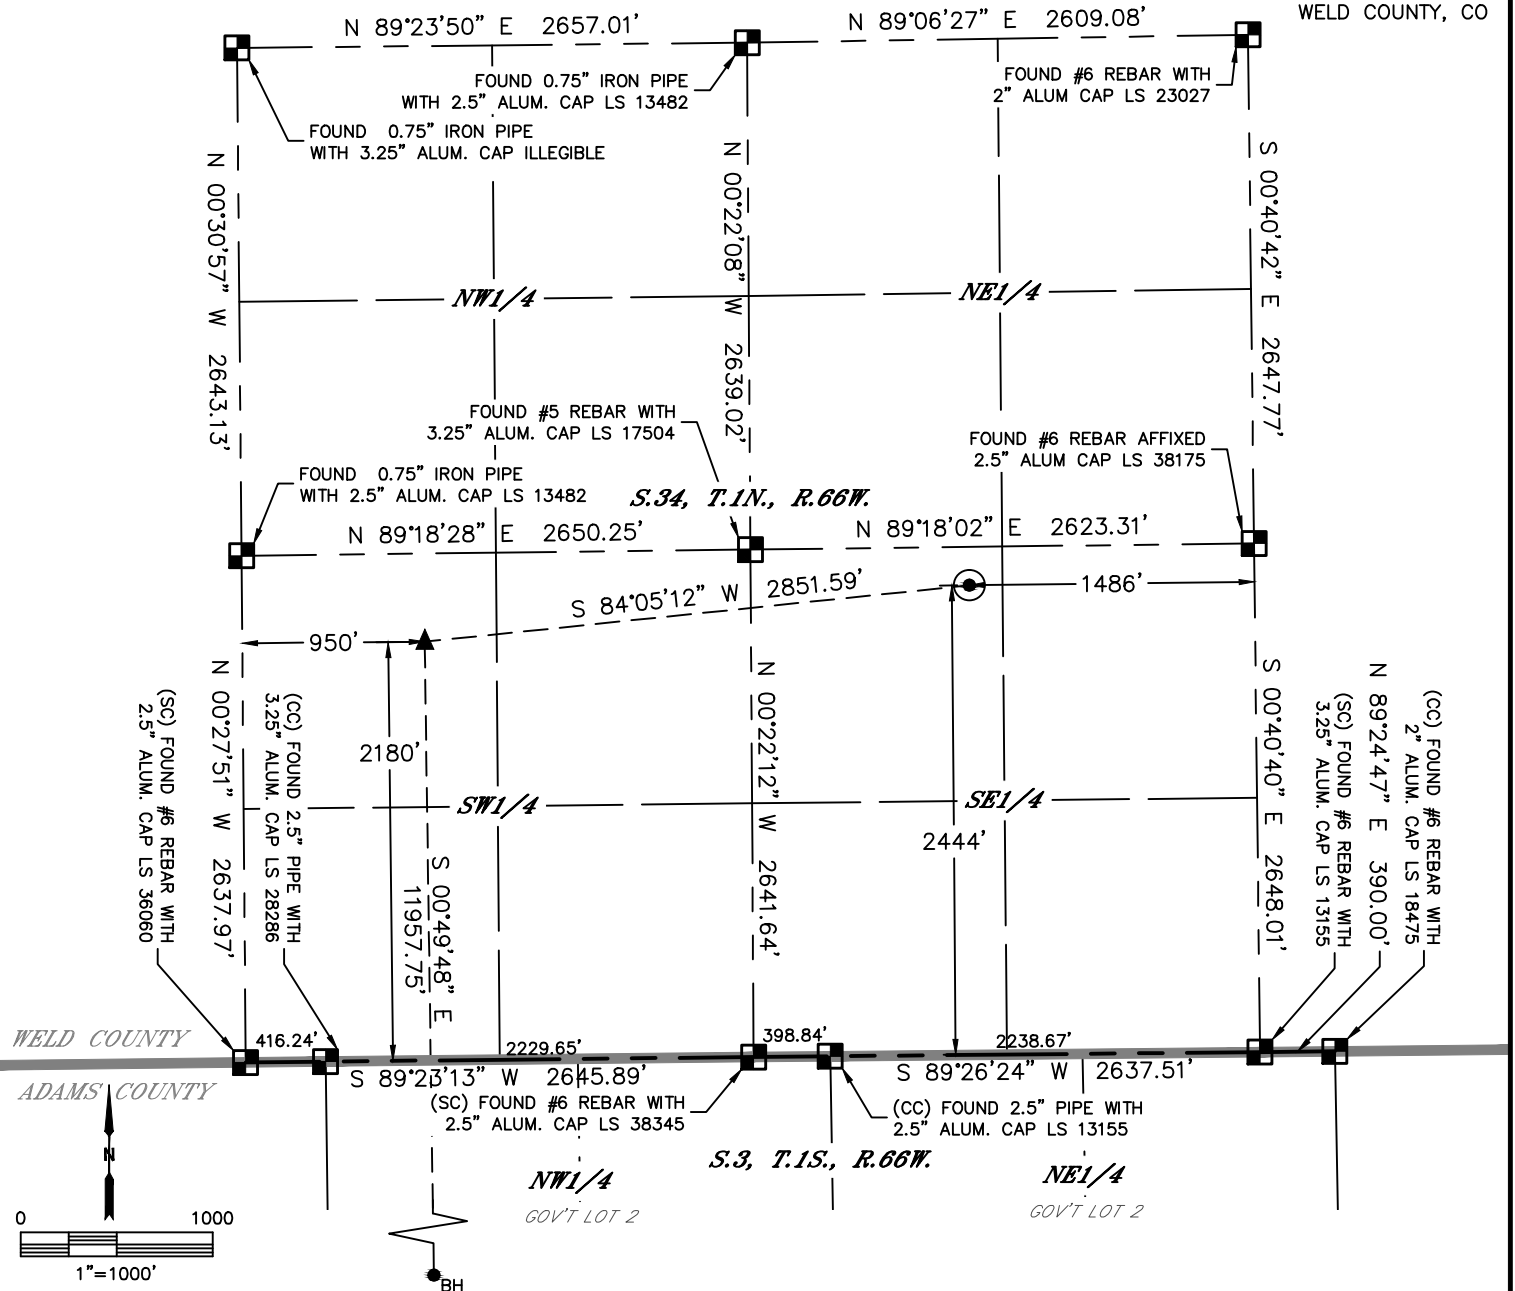 WELD COUNTY, CO
N 89°23'50" E 2657.01'
N 89°06'27" E 2609.08'
FOUND 0.75" IRON PIPE
WITH 2.5" ALUM. CAP LS 13482
FOUND #6 REBAR WITH
2" ALUM CAP LS 23027
FOUND 0.75" IRON PIPE
WITH 3.25" ALUM. CAP ILLEGIBLE
N 00°30'57" W 2643.13'
N 00°22'08" W 2639.02'
S 00°40'42" E 2647.77'
NW1/4
NE1/4
FOUND #5 REBAR WITH
3.25" ALUM. CAP LS 17504
FOUND #6 REBAR AFFIXED
2.5" ALUM CAP LS 38175
FOUND 0.75" IRON PIPE
WITH 2.5" ALUM. CAP LS 13482
S.34, T.1N., R.66W.
N 89°18'28" E 2650.25'
N 89°18'02" E 2623.31'
S 84°05'12" W 2851.59'
1486'
950'
(SC) FOUND #6 REBAR WITH
2.5" ALUM. CAP LS 36060
N 00°27'51" W 2637.97'
(CC) FOUND 2.5" PIPE WITH
3.25" ALUM. CAP LS 28286
2180'
N 00°22'12" W 2641.64'
S 00°40'40" E 2648.01'
(SC) FOUND #6 REBAR WITH
3.25" ALUM. CAP LS 13155
N 89°24'47" E 390.00'
(CC) FOUND #6 REBAR WITH
2" ALUM. CAP LS 18475
SW1/4
SE1/4
2444'
S 00°49'48" E
11957.75'
WELD COUNTY
416.24'
2229.65'
398.84'
2238.67'
ADAMS COUNTY
S 89°23'13" W 2645.89'
S 89°26'24" W 2637.51'
(SC) FOUND #6 REBAR WITH
2.5" ALUM. CAP LS 38345
(CC) FOUND 2.5" PIPE WITH
2.5" ALUM. CAP LS 13155
N
S.3, T.1S., R.66W.
NW1/4
NE1/4
GOV'T LOT 2
GOV'T LOT 2
0 1000
1"=1000'
BH